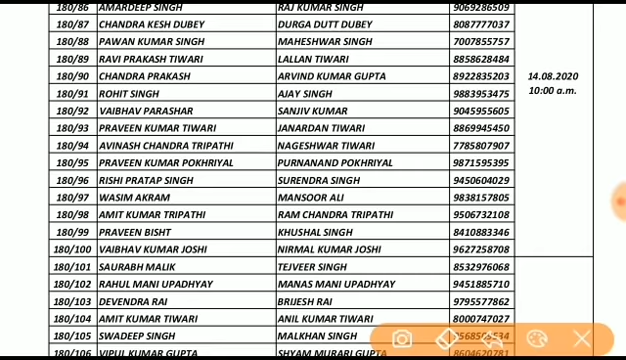 180/86 AMARDEEP SINGH RAJ KUMAR SINGH 9069286509
180/87 CHANDRA KESH DUBEY DURGA DUTT DUBEY 8087777037
180/88 PAWAN KUMAR SINGH MAHESHWAR SINGH 7007855757
180/89 RAVI PRAKASH TIWARI LALLAN TIWARI 8858628484
180/90 CHANDRA PRAKASH ARVIND KUMAR GUPTA 8922835203 14.08.2020
180/91 ROHIT SINGH AJAY SINGH 9883953475 10:00 a.m.
180/92 VAIBHAV PARASHAR SANJIV KUMAR 9045955605
180/93 PRAVEEN KUMAR TIWARI JANARDAN TIWARI 8869945450
180/94 AVINASH CHANDRA TRIPATHI NAGESHWAR TIWARI 7785807907
180/95 PRAVEEN KUMAR POKHRIYAL PURNANAND POKHRIYAL 9871595395
180/96 RISHI PRATAP SINGH SURENDRA SINGH 9450604029
180/97 WASIM AKRAM MANSOOR ALI 9838157805
180/98 AMIT KUMAR TRIPATHI RAM CHANDRA TRIPATHI 9506732108
180/99 PRAVEEN BISHT KHUSHAL SINGH 8410883346
180/100 VAIBHAV KUMAR JOSHI NIRMAL KUMAR JOSHI 9627258708
180/101 SAURABH MALIK TEJVEER SINGH 8532976068
180/102 RAHUL MANI UPADHYAY MANAS MANI UPADHYAY 9451885710
180/103 DEVENDRA RAI BRIJESH RAI 9795577862
180/104 AMIT KUMAR TIWARI ANIL KUMAR TIWARI 8000747027
180/105 SWADEEP SINGH MALKHAN SINGH
180/106 VIPUL KUMAR GUPTA SHYAM MURARI GUPTA